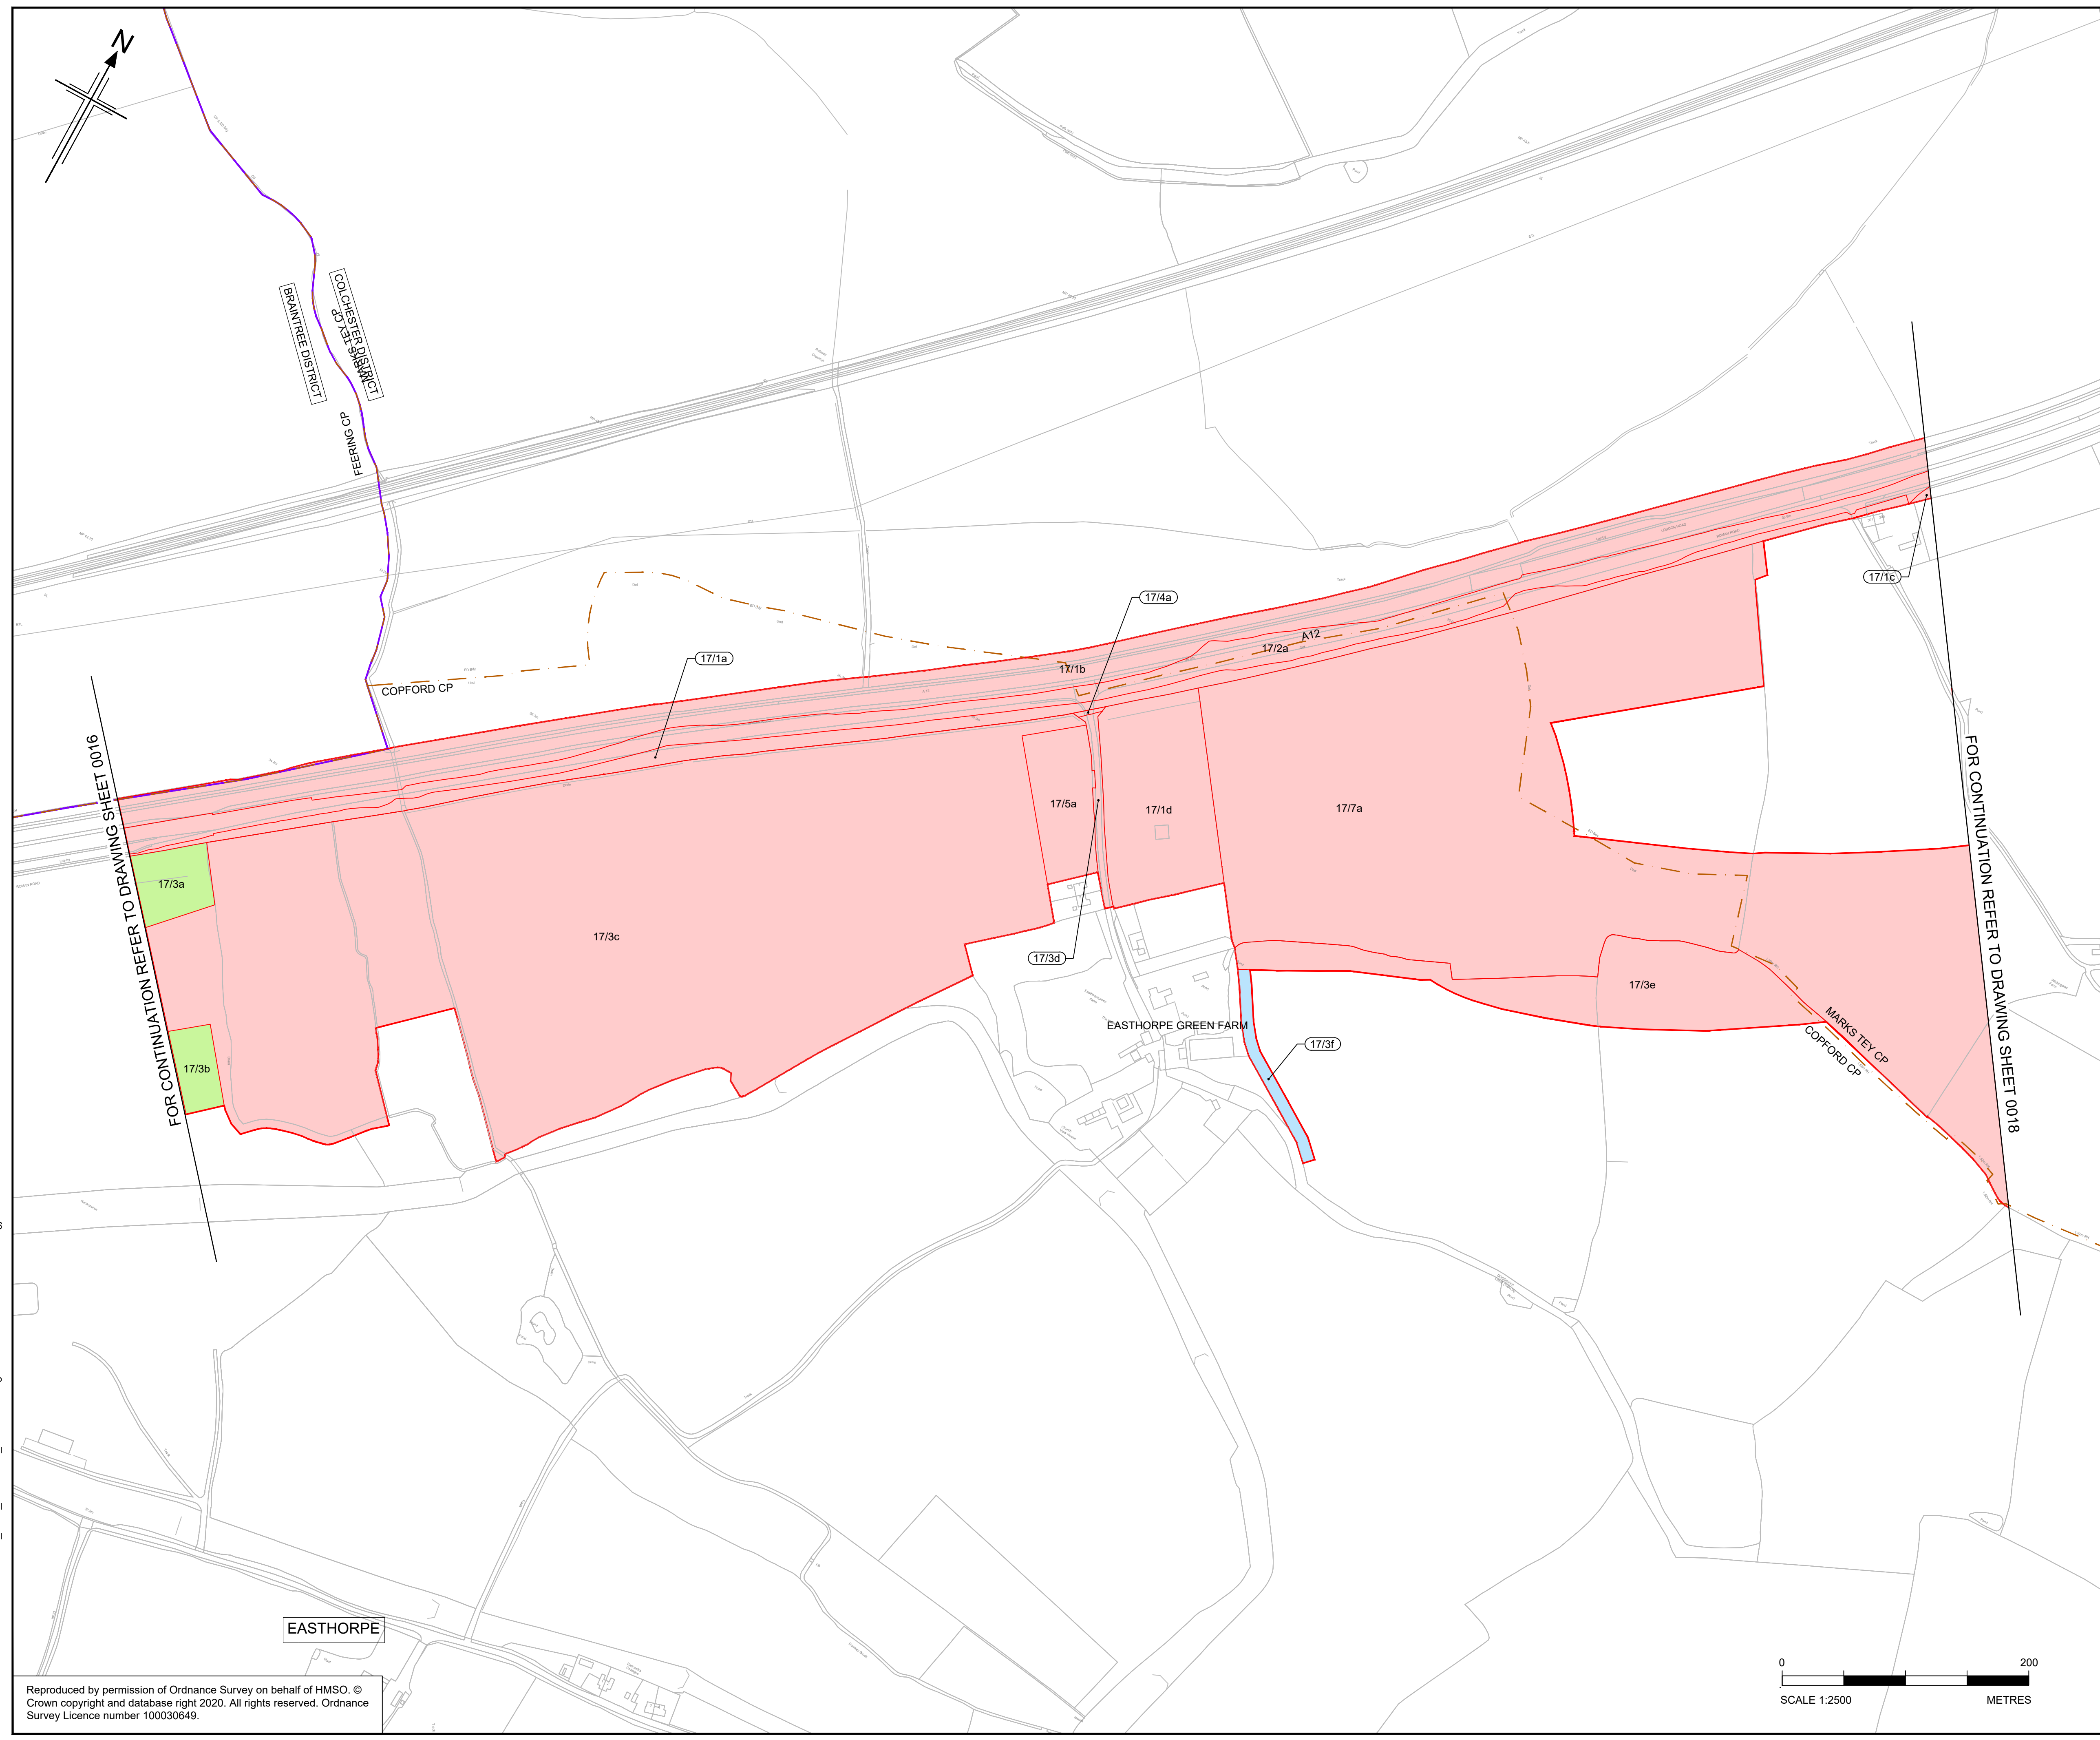 N
COLCHESTER DISTRICT
MARKS TEY CP
BRAINTREE DISTRICT
FEERING CP
COPFORD CP
17/1a
17/4a
17/1b
17/2a
A12
17/1c
17/5a
17/1d
17/7a
17/3a
17/3c
17/3d
17/3e
17/3b
EASTHORPE GREEN FARM
17/3f
MARKS TEY CP
COPFORD CP
FOR CONTINUATION REFER TO DRAWING SHEET 0016
FOR CONTINUATION REFER TO DRAWING SHEET 0018
EASTHORPE
Reproduced by permission of Ordnance Survey on behalf of HMSO. ©
Crown copyright and database right 2020. All rights reserved. Ordnance
Survey Licence number 100030649.
0 200
SCALE 1:2500 METRES